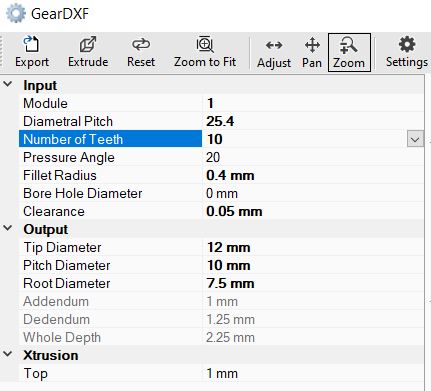 GearDXF
Export Extrude Reset Zoom to Fit Adjust Pan Zoom Settings
Input
Module 1
Diametral Pitch 25.4
Number of Teeth 10
Pressure Angle 20
Fillet Radius 0.4 mm
Bore Hole Diameter 0 mm
Clearance 0.05 mm
Output
Tip Diameter 12 mm
Pitch Diameter 10 mm
Root Diameter 7.5 mm
Addendum 1 mm
Dedendum 1.25 mm
Whole Depth 2.25 mm
Xtrusion
Top 1 mm